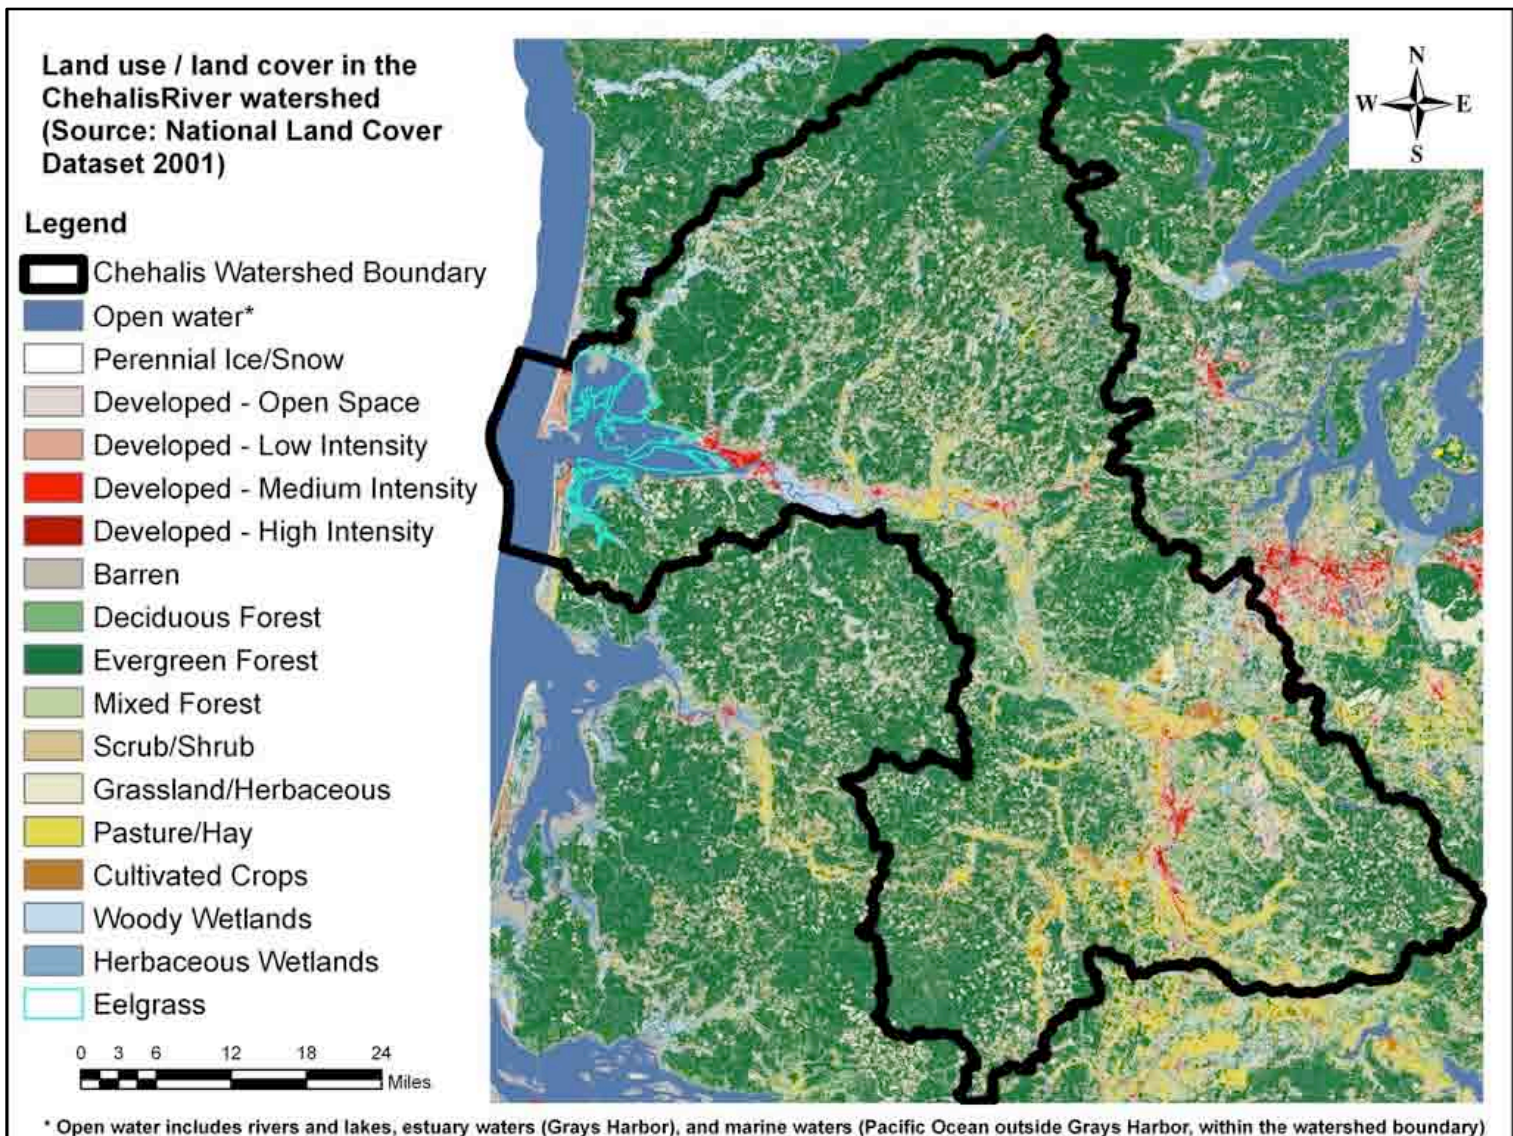 Land use / land cover in the
ChehalisRiver watershed
(Source: National Land Cover
Dataset 2001)
N
W E
S
Legend
Chehalis Watershed Boundary
Open water*
Perennial Ice/Snow
Developed - Open Space
Developed - Low Intensity
Developed - Medium Intensity
Developed - High Intensity
Barren
Deciduous Forest
Evergreen Forest
Mixed Forest
Scrub/Shrub
Grassland/Herbaceous
Pasture/Hay
Cultivated Crops
Woody Wetlands
Herbaceous Wetlands
Eelgrass
0 3 6 12 18 24
Miles
* Open water includes rivers and lakes, estuary waters (Grays Harbor), and marine waters (Pacific Ocean outside Grays Harbor, within the watershed boundary)